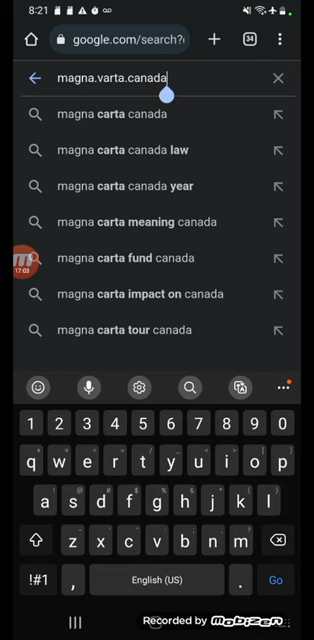 8:21
google.com/search?
34
magna.varta.canada
magna carta canada
magna carta canada law
magna carta canada year
magna carta meaning canada
magna carta fund canada
magna carta impact on canada
magna carta tour canada
17:03
1 2 3 4 5 6 7 8 9 0
q w e r t y u i o p
a s d f g h j k l
z x c v b n m
!#1 , English (US) . Go
Recorded by mobizen